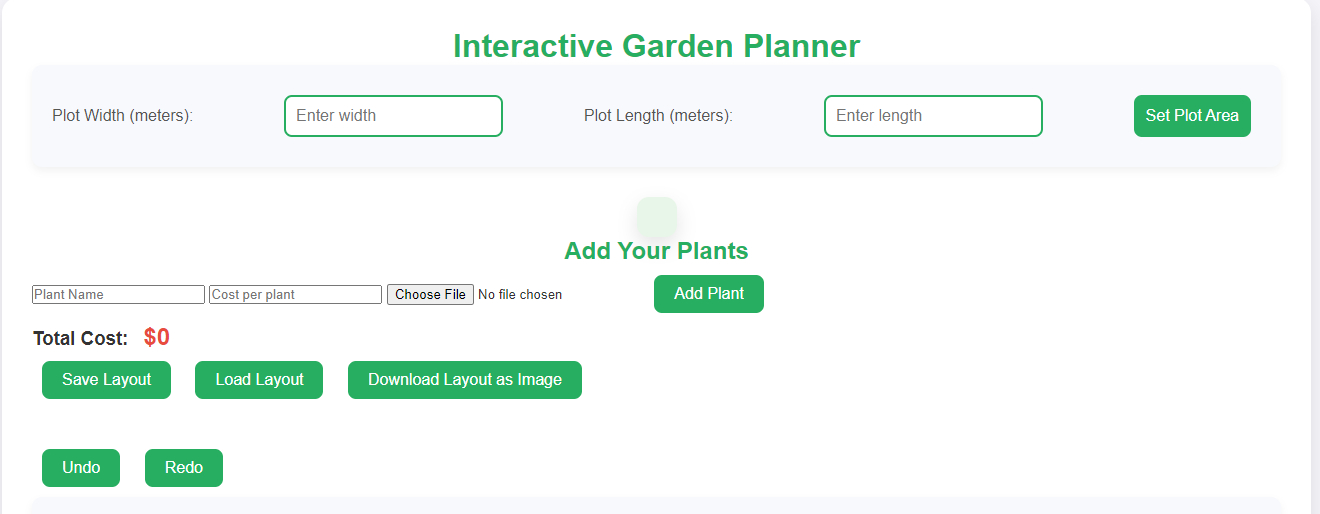 Interactive Garden Planner
Plot Width (meters): Enter width Plot Length (meters): Enter length Set Plot Area
Add Your Plants
Plant Name Cost per plant Choose File No file chosen Add Plant
Total Cost: $0
Save Layout Load Layout Download Layout as Image
Undo Redo